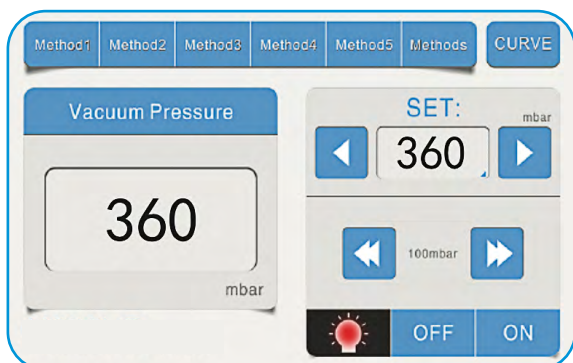 Method1 Method2 Method3 Method4 Method5 Methods CURVE
Vacuum Pressure
360
mbar
SET:
mbar
360
100mbar
OFF ON